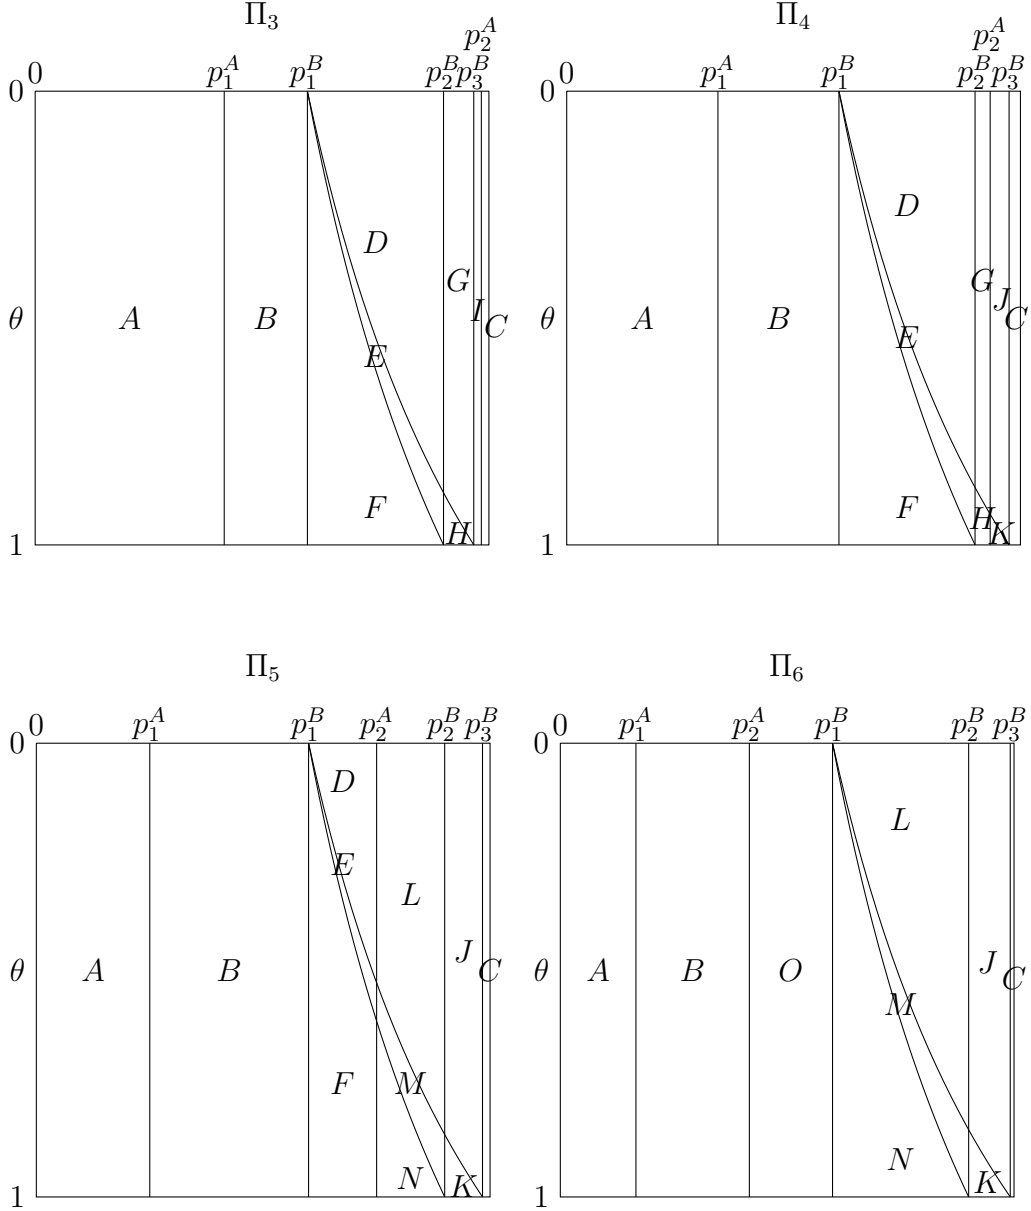 Π₃ Π₄
p₂ᴬ p₂ᴬ
0 p₁ᴬ p₁ᴮ p₂ᴮ p₃ᴮ 0 p₁ᴬ p₁ᴮ p₂ᴮ p₃ᴮ
0 0
D D
G G
I J
θ A B C θ A B C
E E
F F
H H K
1 1
Π₅ Π₆
0 p₁ᴬ p₁ᴮ p₂ᴬ p₂ᴮ p₃ᴮ 0 p₁ᴬ p₂ᴬ p₁ᴮ p₂ᴮ p₃ᴮ
0 0
D L
E
L
J J
θ A B C θ A B O C
M
F M
N N
K K
1 1